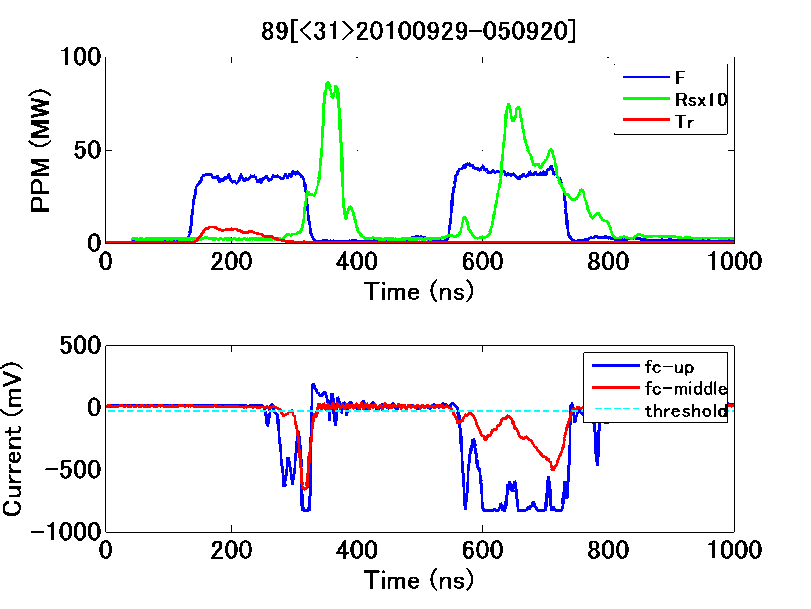 89[<31>20100929-050920]
100
50
0
PPM (MW)
F
Rsx10
Tr
0 200 400 600 800 1000
Time (ns)
500
0
-500
-1000
Current (mV)
fc-up
fc-middle
threshold
0 200 400 600 800 1000
Time (ns)